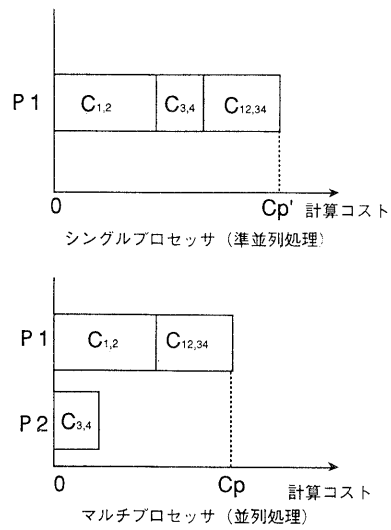 P1
C1,2 C3,4 C12,34
0 Cp' 計算コスト
シングルプロセッサ（準並列処理）
P1
C1,2 C12,34
P2
C3,4
0 Cp 計算コスト
マルチプロセッサ（並列処理）